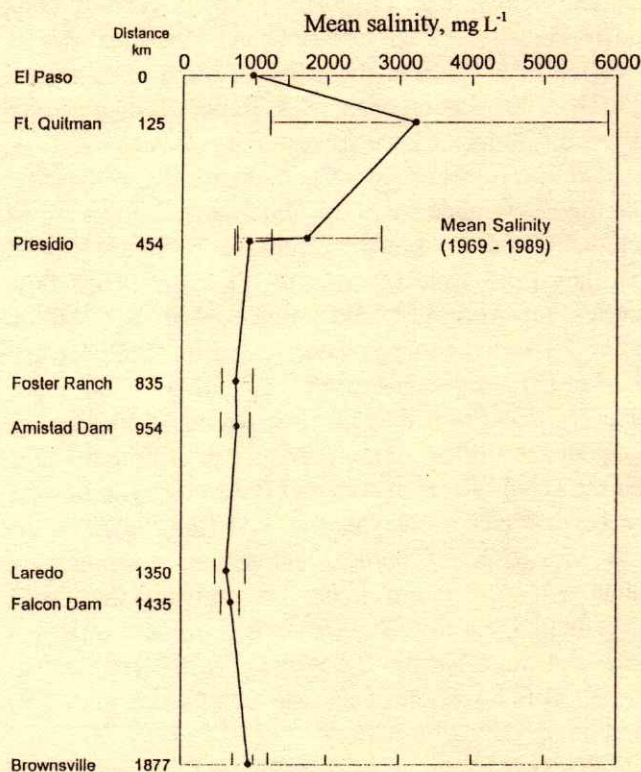 Mean salinity, mg L-1
Distance
km
0 1000 2000 3000 4000 5000 6000
El Paso 0
Ft. Quitman 125
Mean Salinity
(1969 - 1989)
Presidio 454
Foster Ranch 835
Amistad Dam 954
Laredo 1350
Falcon Dam 1435
Brownsville 1877